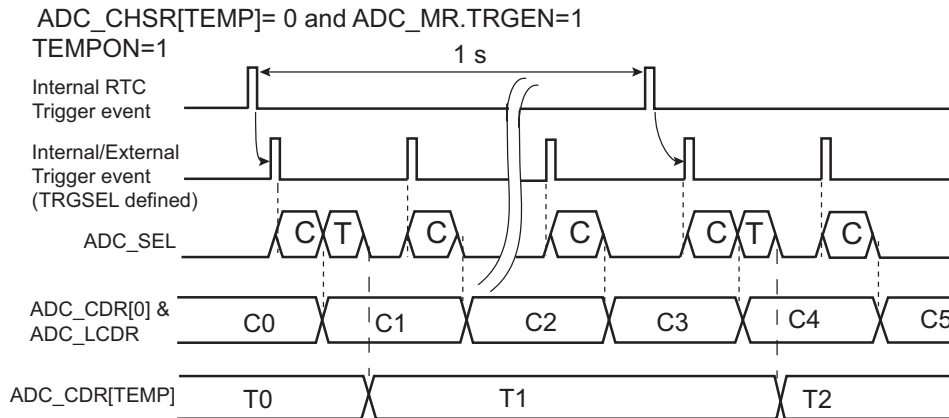 ADC_CHSR[TEMP]= 0 and ADC_MR.TRGEN=1
TEMPON=1
1 s
Internal RTC
Trigger event
Internal/External
Trigger event
(TRGSEL defined)
ADC_SEL
C T C C C T C
ADC_CDR[0] &
ADC_LCDR
C0 C1 C2 C3 C4 C5
ADC_CDR[TEMP]
T0 T1 T2